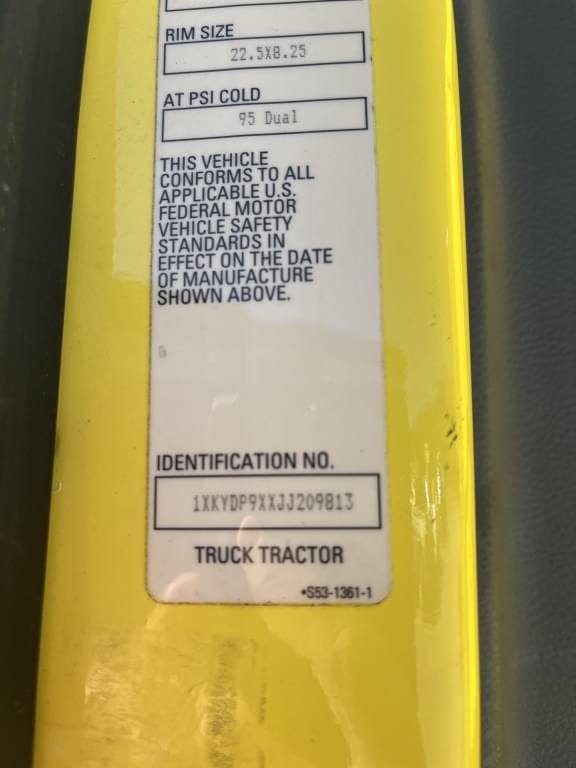 RIM SIZE
22.5X8.25
AT PSI COLD
95 Dual
THIS VEHICLE
CONFORMS TO ALL
APPLICABLE U.S.
FEDERAL MOTOR
VEHICLE SAFETY
STANDARDS IN
EFFECT ON THE DATE
OF MANUFACTURE
SHOWN ABOVE.
IDENTIFICATION NO.
1XKYDP9XXJJ209813
TRUCK TRACTOR
•S53-1361-1